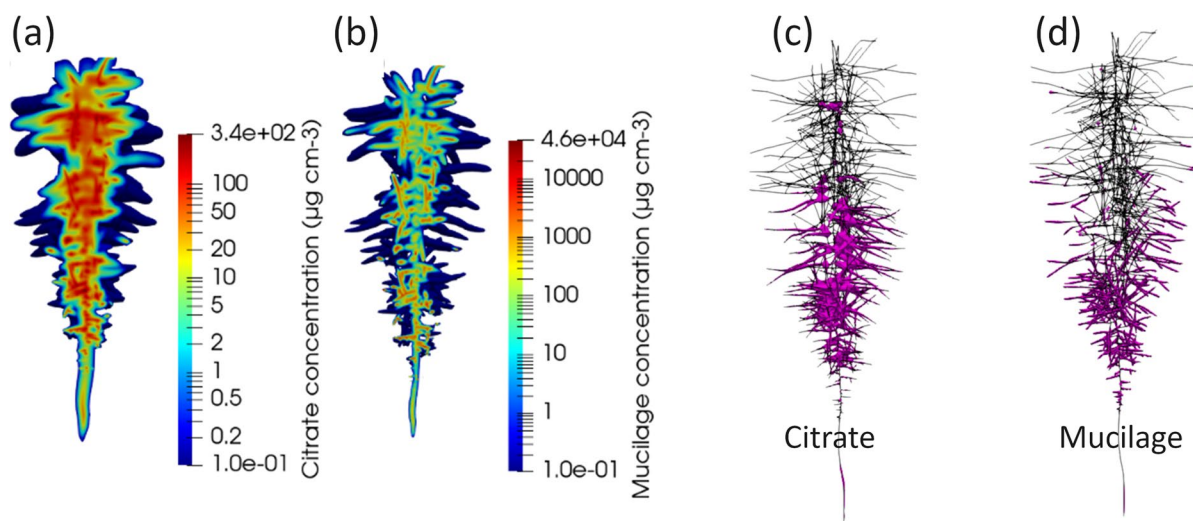 (a)
(b)
(c)
(d)
3.4e+02
100
50
20
10
5
2
1
0.5
0.2
1.0e-01
Citrate concentration (µg cm-3)
4.6e+04
10000
1000
100
10
1
1.0e-01
Mucilage concentration (µg cm-3)
Citrate
Mucilage